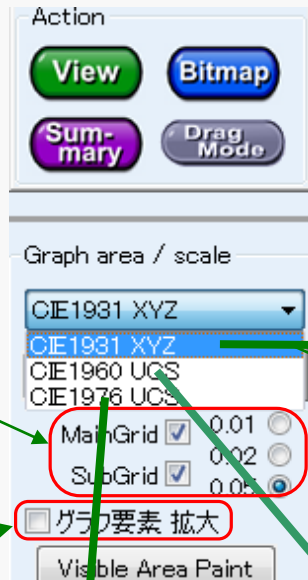 Action
View
Bitmap
Sum-
mary
Drag
Mode
Graph area / scale
CIE1931 XYZ
CIE1931 XYZ
CIE1960 UCS
CIE1976 UCS
MainGrid 0.01
0.02
SubGrid 0.05
グラフ要素 拡大
Visible Area Paint